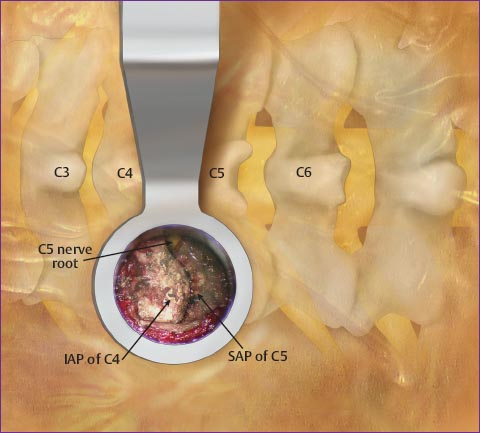 C3
C4
C5
C6
C5 nerve
root
IAP of C4
SAP of C5